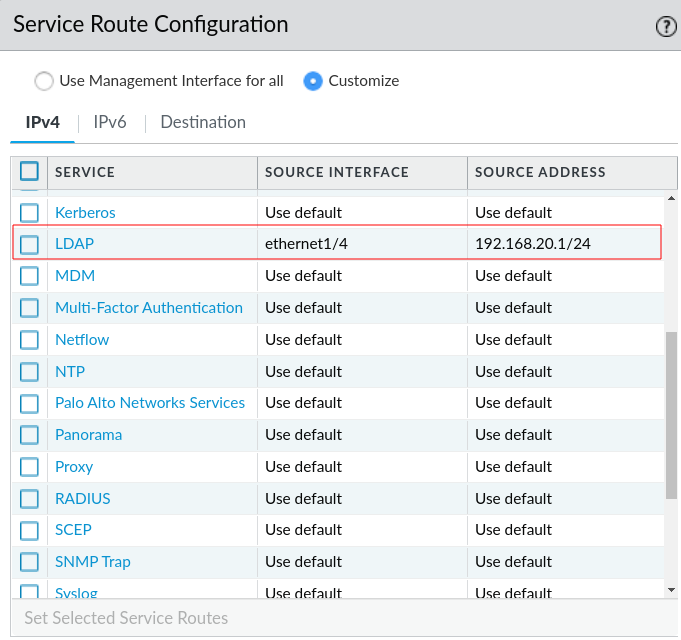 Service Route Configuration ?
Use Management Interface for all Customize
IPv4 IPv6 Destination
SERVICE SOURCE INTERFACE SOURCE ADDRESS
Kerberos Use default Use default
LDAP ethernet1/4 192.168.20.1/24
MDM Use default Use default
Multi-Factor Authentication Use default Use default
Netflow Use default Use default
NTP Use default Use default
Palo Alto Networks Services Use default Use default
Panorama Use default Use default
Proxy Use default Use default
RADIUS Use default Use default
SCEP Use default Use default
SNMP Trap Use default Use default
Syslog Use default Use default
Set Selected Service Routes